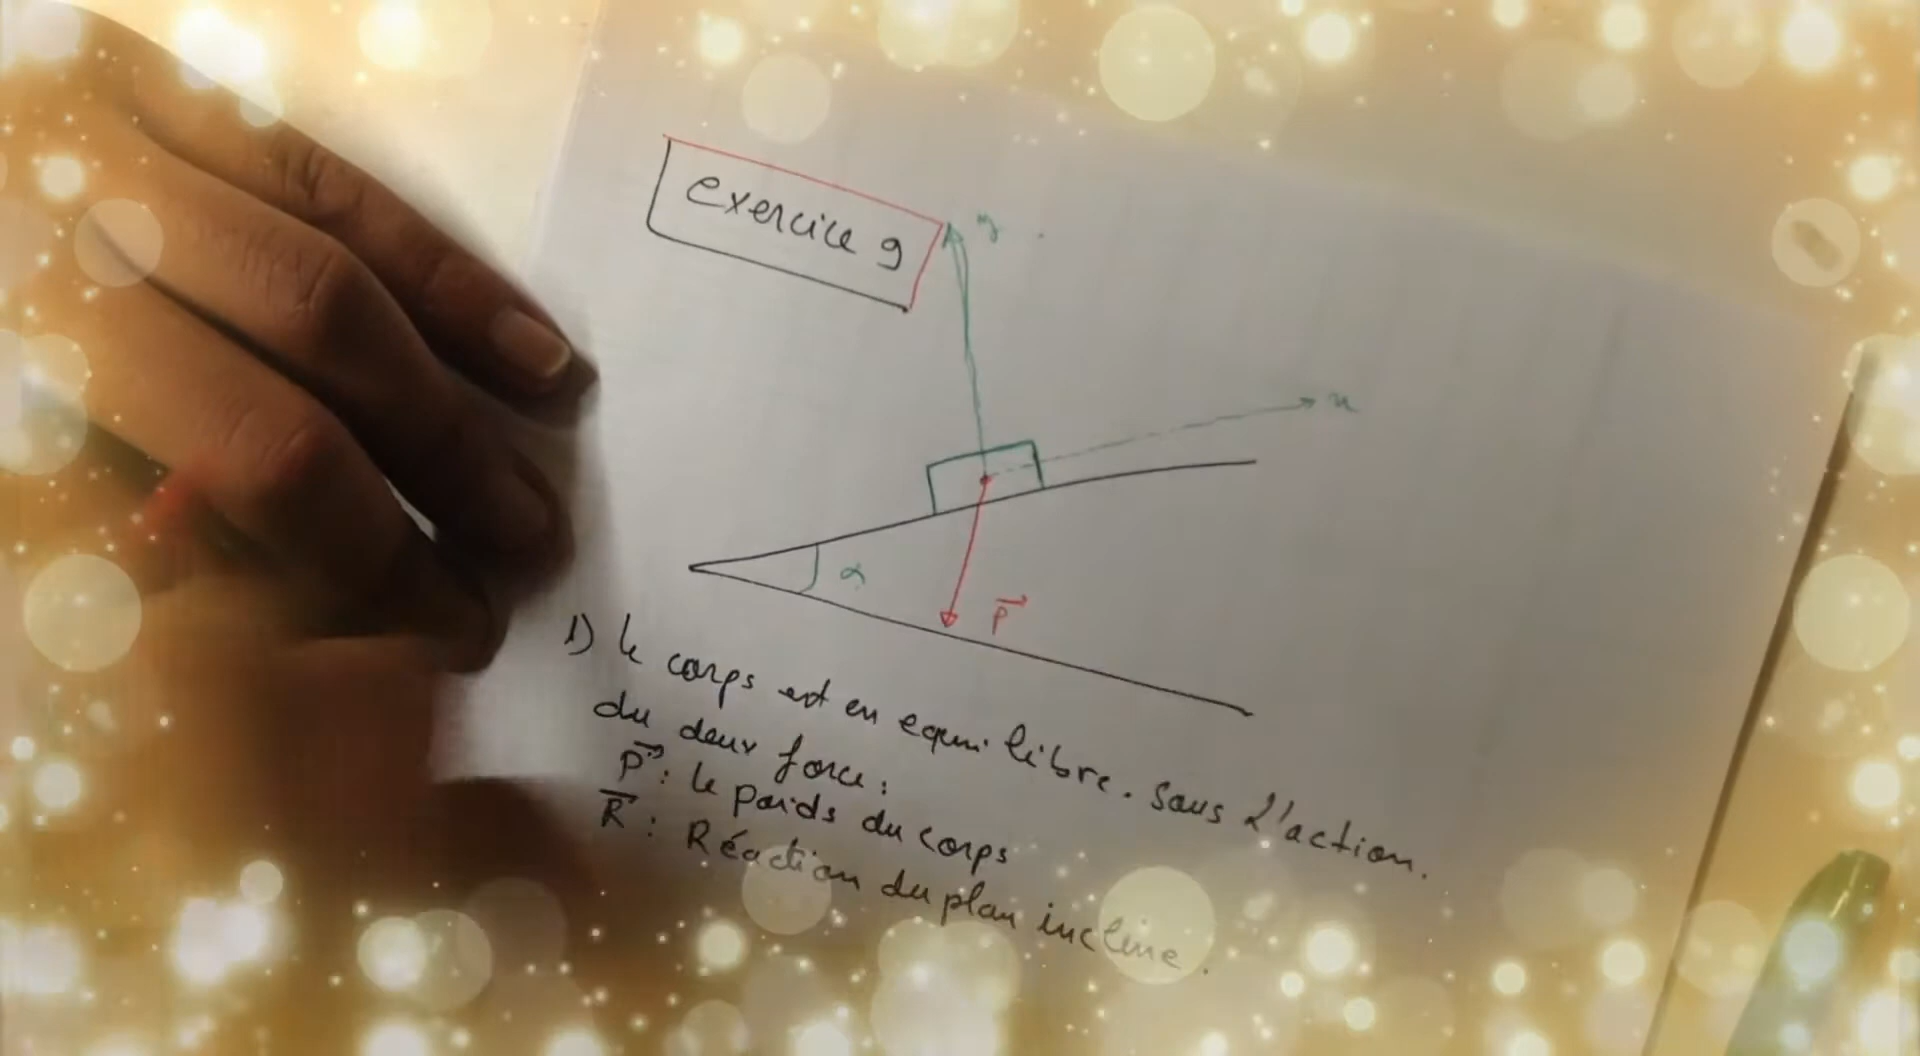 exercice 9
y
x
α
P
1) le corps est en equilibre. sous l'action.
du deux force:
P: le poids du corps
R: Réaction du plan incline.